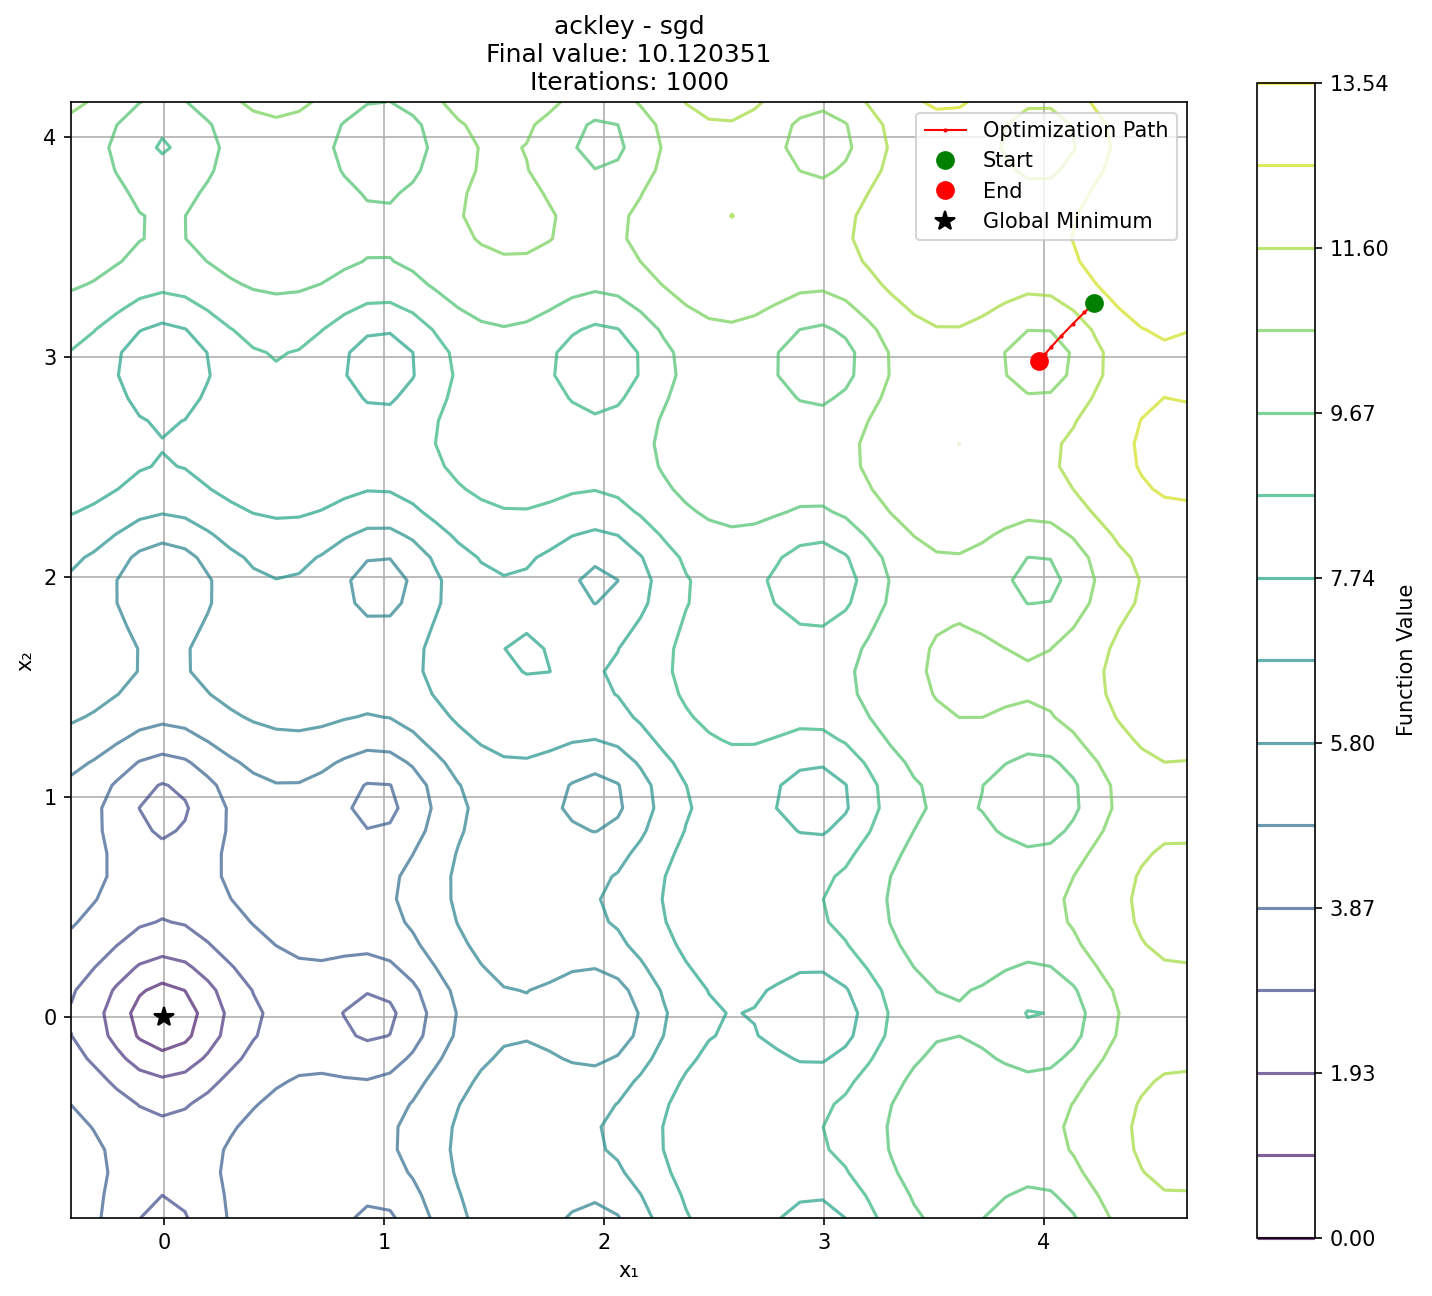 ackley - sgd
Final value: 10.120351
Iterations: 1000
Optimization Path
Start
End
Global Minimum
4
3
2
1
0
x₂
0
1
2
3
4
x₁
13.54
11.60
9.67
7.74
5.80
3.87
1.93
0.00
Function Value